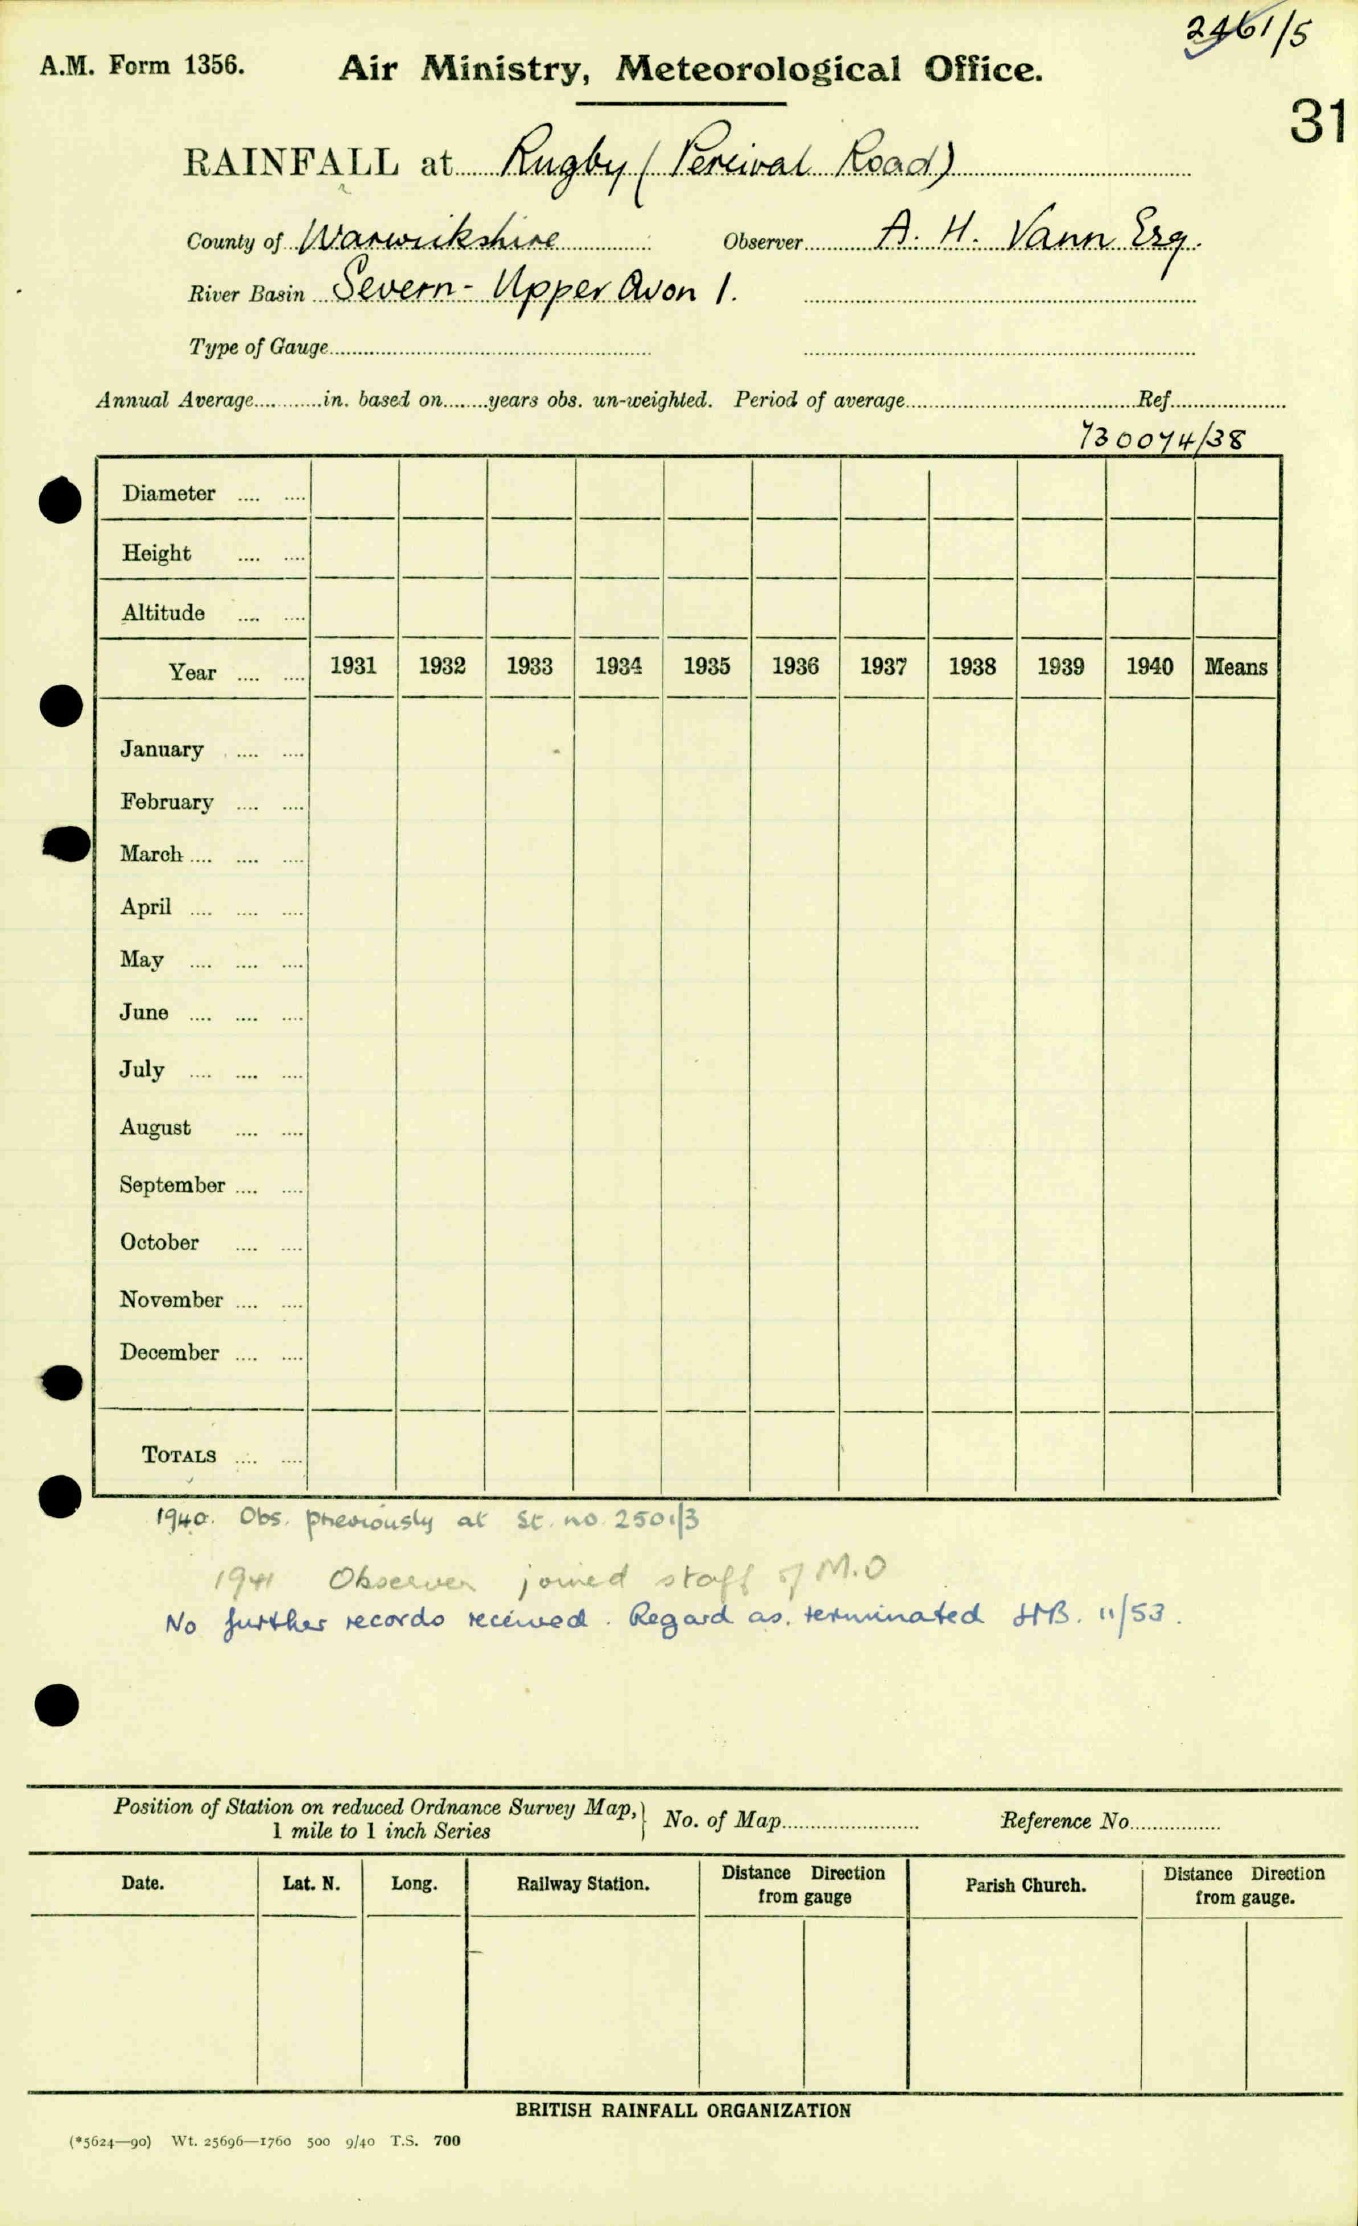 2461/5
A.M. Form 1356. Air Ministry, Meteorological Office.
31
RAINFALL at Rugby (Percival Road)
County of Warwickshire Observer A. H. Vann Esq.
River Basin Severn - Upper Avon 1.
Type of Gauge
Annual Average in. based on years obs. un-weighted. Period of average Ref.
730074/38
Diameter
Height
Altitude
Year 1931 1932 1933 1934 1935 1936 1937 1938 1939 1940 Means
January
February
March
April
May
June
July
August
September
October
November
December
TOTALS
1940. Obs. previously at St. no. 2501/3
1941 Observer joined staff of M.O
No further records received. Regard as. terminated 11/53.
Position of Station on reduced Ordnance Survey Map, } No. of Map Reference No.
1 mile to 1 inch Series
Date. Lat. N. Long. Railway Station. Distance Direction from gauge Parish Church. Distance Direction from gauge.
BRITISH RAINFALL ORGANIZATION
(*5624—90) Wt. 25696—1760 500 9/40 T.S. 700